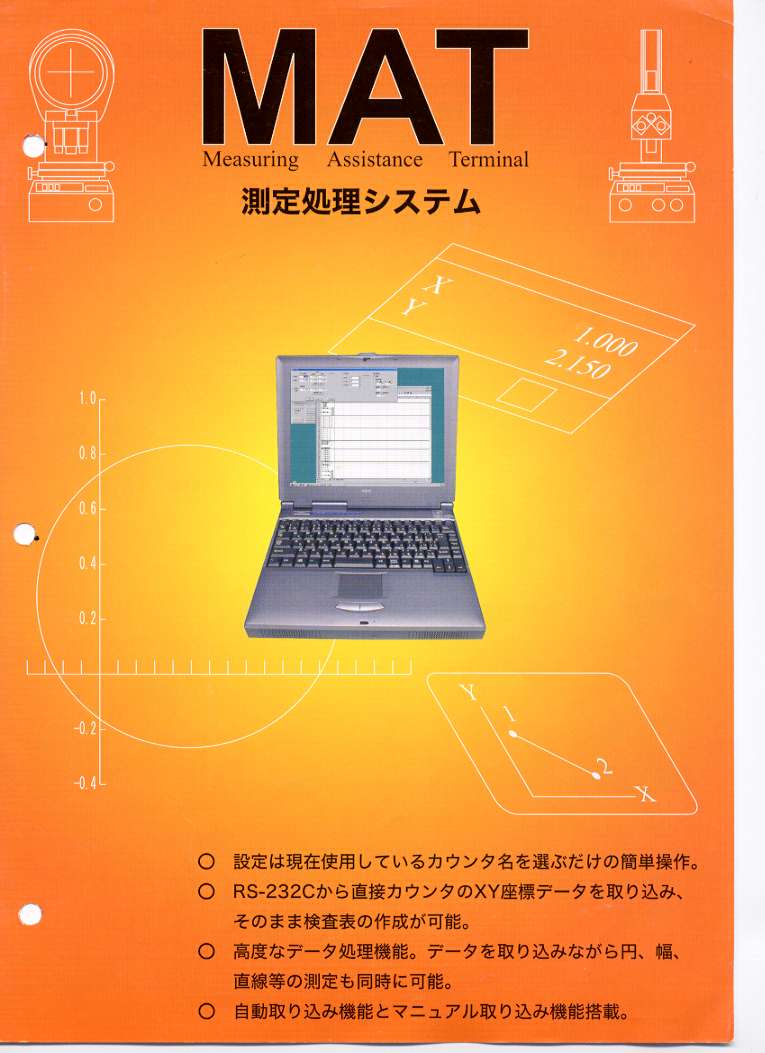 MAT
Measuring Assistance Terminal
測定処理システム
X 1.000
Y 2.150
1.0
0.8
0.6
0.4
0.2
-0.2
-0.4
Y 1
2
X
○ 設定は現在使用しているカウンタ名を選ぶだけの簡単操作。
○ RS-232Cから直接カウンタのXY座標データを取り込み、
そのまま検査表の作成が可能。
○ 高度なデータ処理機能。データを取り込みながら円、幅、
直線等の測定も同時に可能。
○ 自動取り込み機能とマニュアル取り込み機能搭載。